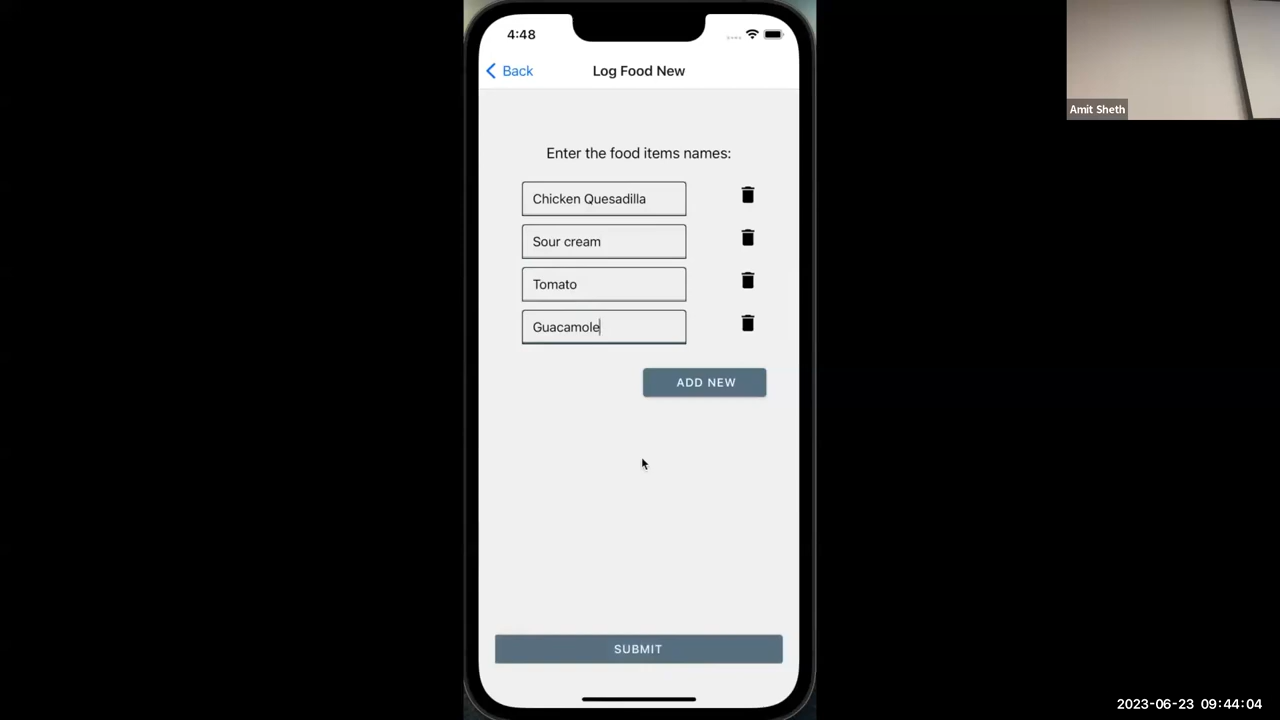 4:48
Back
Log Food New
Amit Sheth
Enter the food items names:
Chicken Quesadilla
Sour cream
Tomato
Guacamole
ADD NEW
SUBMIT
2023-06-23 09:44:04